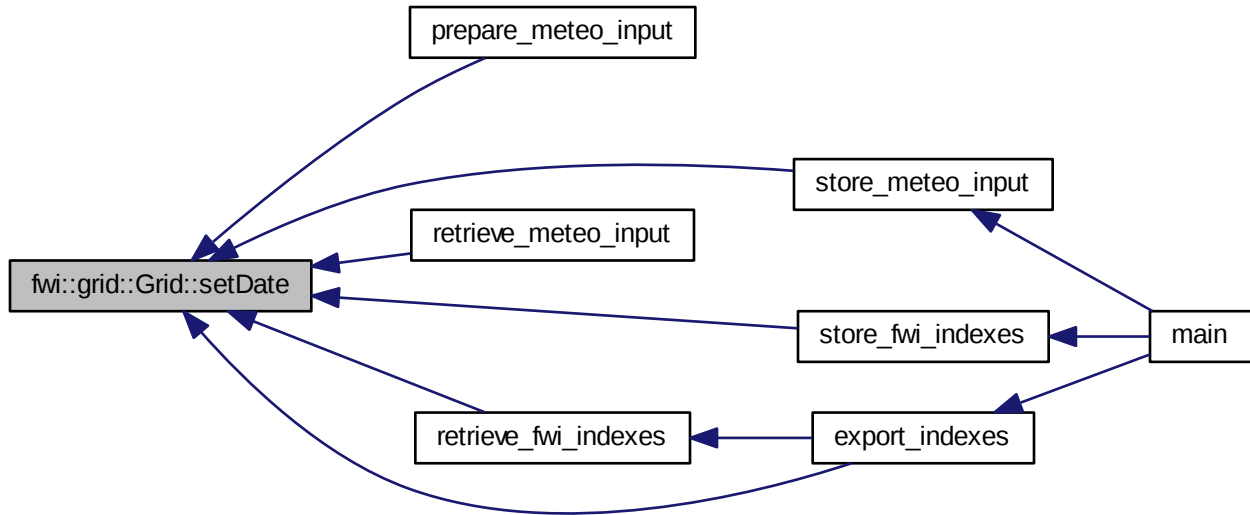 prepare_meteo_input
store_meteo_input
retrieve_meteo_input
fwi::grid::Grid::setDate
store_fwi_indexes
main
retrieve_fwi_indexes
export_indexes